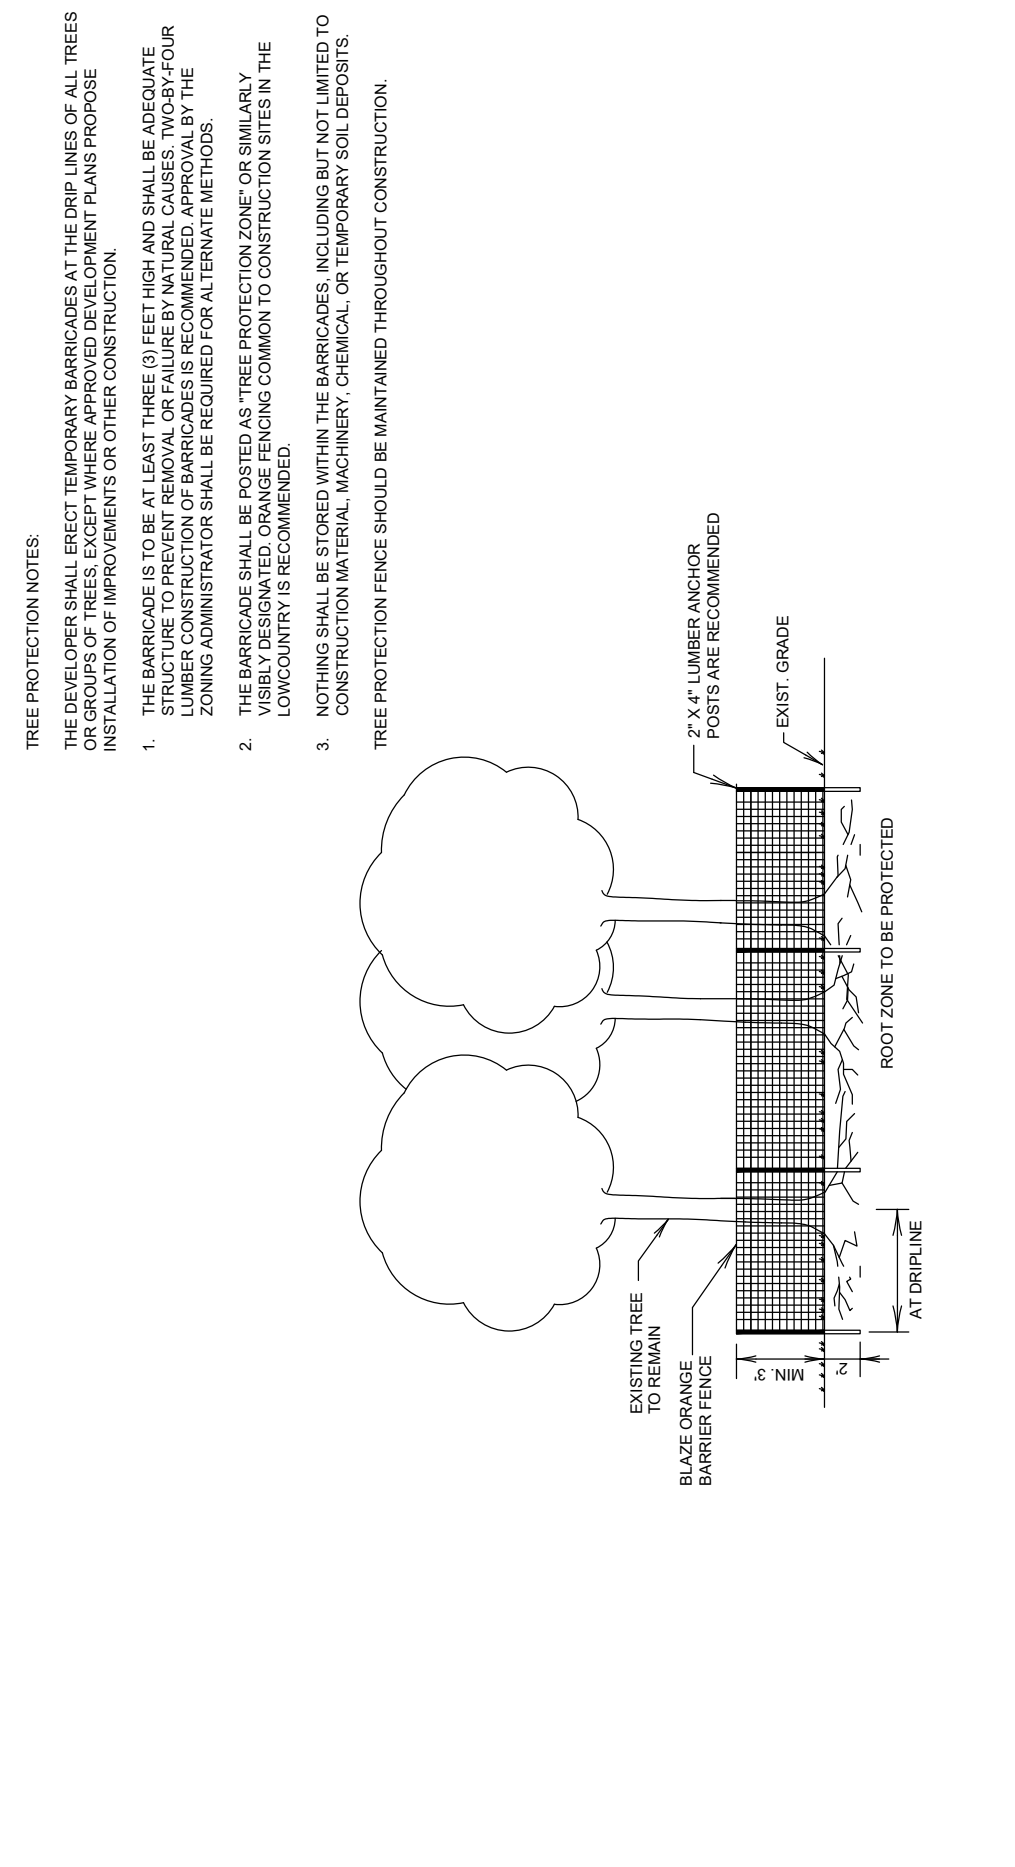 TREE PROTECTION NOTES:
THE DEVELOPER SHALL ERECT TEMPORARY BARRICADES AT THE DRIP LINES OF ALL TREES
OR GROUPS OF TREES, EXCEPT WHERE APPROVED DEVELOPMENT PLANS PROPOSE
INSTALLATION OF IMPROVEMENTS OR OTHER CONSTRUCTION.
1. THE BARRICADE IS TO BE AT LEAST THREE (3) FEET HIGH AND SHALL BE ADEQUATE
STRUCTURE TO PREVENT REMOVAL OR FAILURE BY NATURAL CAUSES. TWO-BY-FOUR
LUMBER CONSTRUCTION OF BARRICADES IS RECOMMENDED. APPROVAL BY THE
ZONING ADMINISTRATOR SHALL BE REQUIRED FOR ALTERNATE METHODS.
2. THE BARRICADE SHALL BE POSTED AS "TREE PROTECTION ZONE" OR SIMILARLY
VISIBLY DESIGNATED. ORANGE FENCING COMMON TO CONSTRUCTION SITES IN THE
LOWCOUNTRY IS RECOMMENDED.
3. NOTHING SHALL BE STORED WITHIN THE BARRICADES, INCLUDING BUT NOT LIMITED TO
CONSTRUCTION MATERIAL, MACHINERY, CHEMICAL, OR TEMPORARY SOIL DEPOSITS.
TREE PROTECTION FENCE SHOULD BE MAINTAINED THROUGHOUT CONSTRUCTION.
EXISTING TREE
TO REMAIN
BLAZE ORANGE
BARRIER FENCE
2" X 4" LUMBER ANCHOR
POSTS ARE RECOMMENDED
EXIST. GRADE
MIN. 3'
2'
ROOT ZONE TO BE PROTECTED
AT DRIPLINE